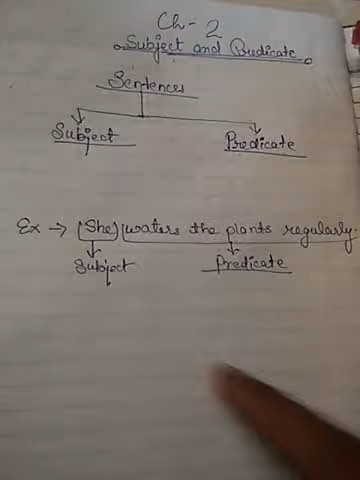 Ch - 2
Subject and Predicate
Sentences
Subject Predicate
Ex → (She) waters the plants regularly.
Subject Predicate